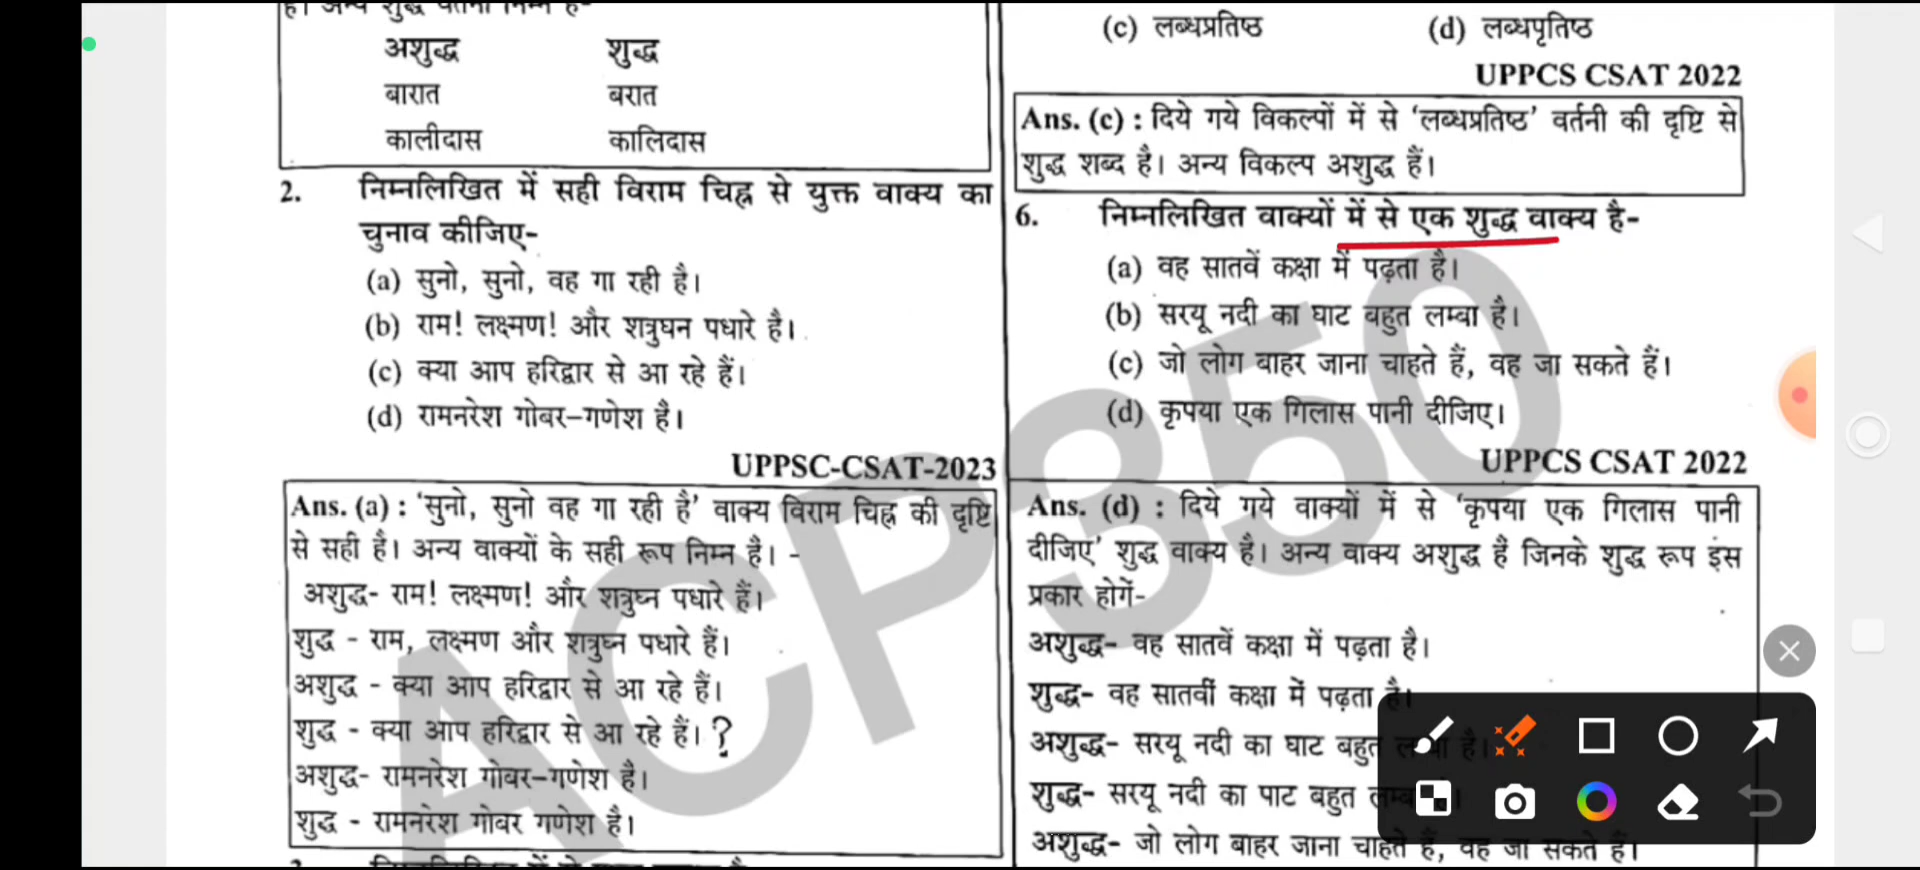 अशुद्ध शुद्ध
बारात बरात
कालीदास कालिदास
2. निम्नलिखित में सही विराम चिह्न से युक्त वाक्य का
चुनाव कीजिए-
(a) सुनो, सुनो, वह गा रही है।
(b) राम! लक्ष्मण! और शत्रुघन पधारे है।
(c) क्या आप हरिद्वार से आ रहे हैं।
(d) रामनरेश गोबर–गणेश है।
UPPSC-CSAT-2023
Ans. (a) : ‘सुनो, सुनो वह गा रही है’ वाक्य विराम चिह्न की दृष्टि
से सही है। अन्य वाक्यों के सही रूप निम्न है। -
अशुद्ध- राम! लक्ष्मण! और शत्रुघ्न पधारे हैं।
शुद्ध - राम, लक्ष्मण और शत्रुघ्न पधारे हैं।
अशुद्ध - क्या आप हरिद्वार से आ रहे हैं।
शुद्ध - क्या आप हरिद्वार से आ रहे हैं। ?
अशुद्ध- रामनरेश गोबर–गणेश है।
शुद्ध - रामनरेश गोबर गणेश है।
(c) लब्धप्रतिष्ठ (d) लब्धपृतिष्ठ
UPPCS CSAT 2022
Ans. (c) : दिये गये विकल्पों में से ‘लब्धप्रतिष्ठ’ वर्तनी की दृष्टि से
शुद्ध शब्द है। अन्य विकल्प अशुद्ध हैं।
6. निम्नलिखित वाक्यों में से एक शुद्ध वाक्य है-
(a) वह सातवें कक्षा में पढ़ता है।
(b) सरयू नदी का घाट बहुत लम्बा है।
(c) जो लोग बाहर जाना चाहते हैं, वह जा सकते हैं।
(d) कृपया एक गिलास पानी दीजिए।
UPPCS CSAT 2022
Ans. (d) : दिये गये वाक्यों में से ‘कृपया एक गिलास पानी
दीजिए’ शुद्ध वाक्य है। अन्य वाक्य अशुद्ध हैं जिनके शुद्ध रूप इस
प्रकार होगें-
अशुद्ध- वह सातवें कक्षा में पढ़ता है।
शुद्ध- वह सातवीं कक्षा में पढ़ता है।
अशुद्ध- सरयू नदी का घाट बहुत लम्बा है।
शुद्ध- सरयू नदी का पाट बहुत
अशुद्ध- जो लोग बाहर जाना चाहते हैं, वह जा सकते हैं।
ACP350